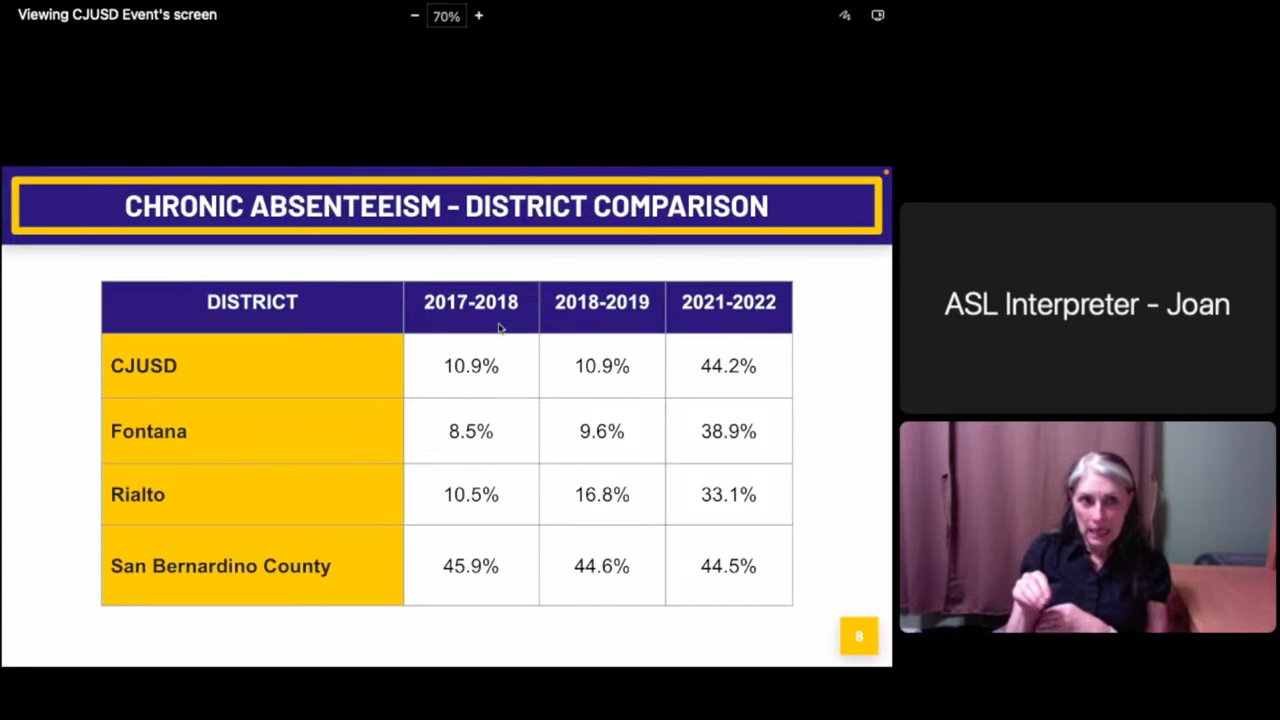 Viewing CJUSD Event's screen
− 70% +
CHRONIC ABSENTEEISM - DISTRICT COMPARISON
DISTRICT 2017-2018 2018-2019 2021-2022
CJUSD 10.9% 10.9% 44.2%
Fontana 8.5% 9.6% 38.9%
Rialto 10.5% 16.8% 33.1%
San Bernardino County 45.9% 44.6% 44.5%
8
ASL Interpreter - Joan